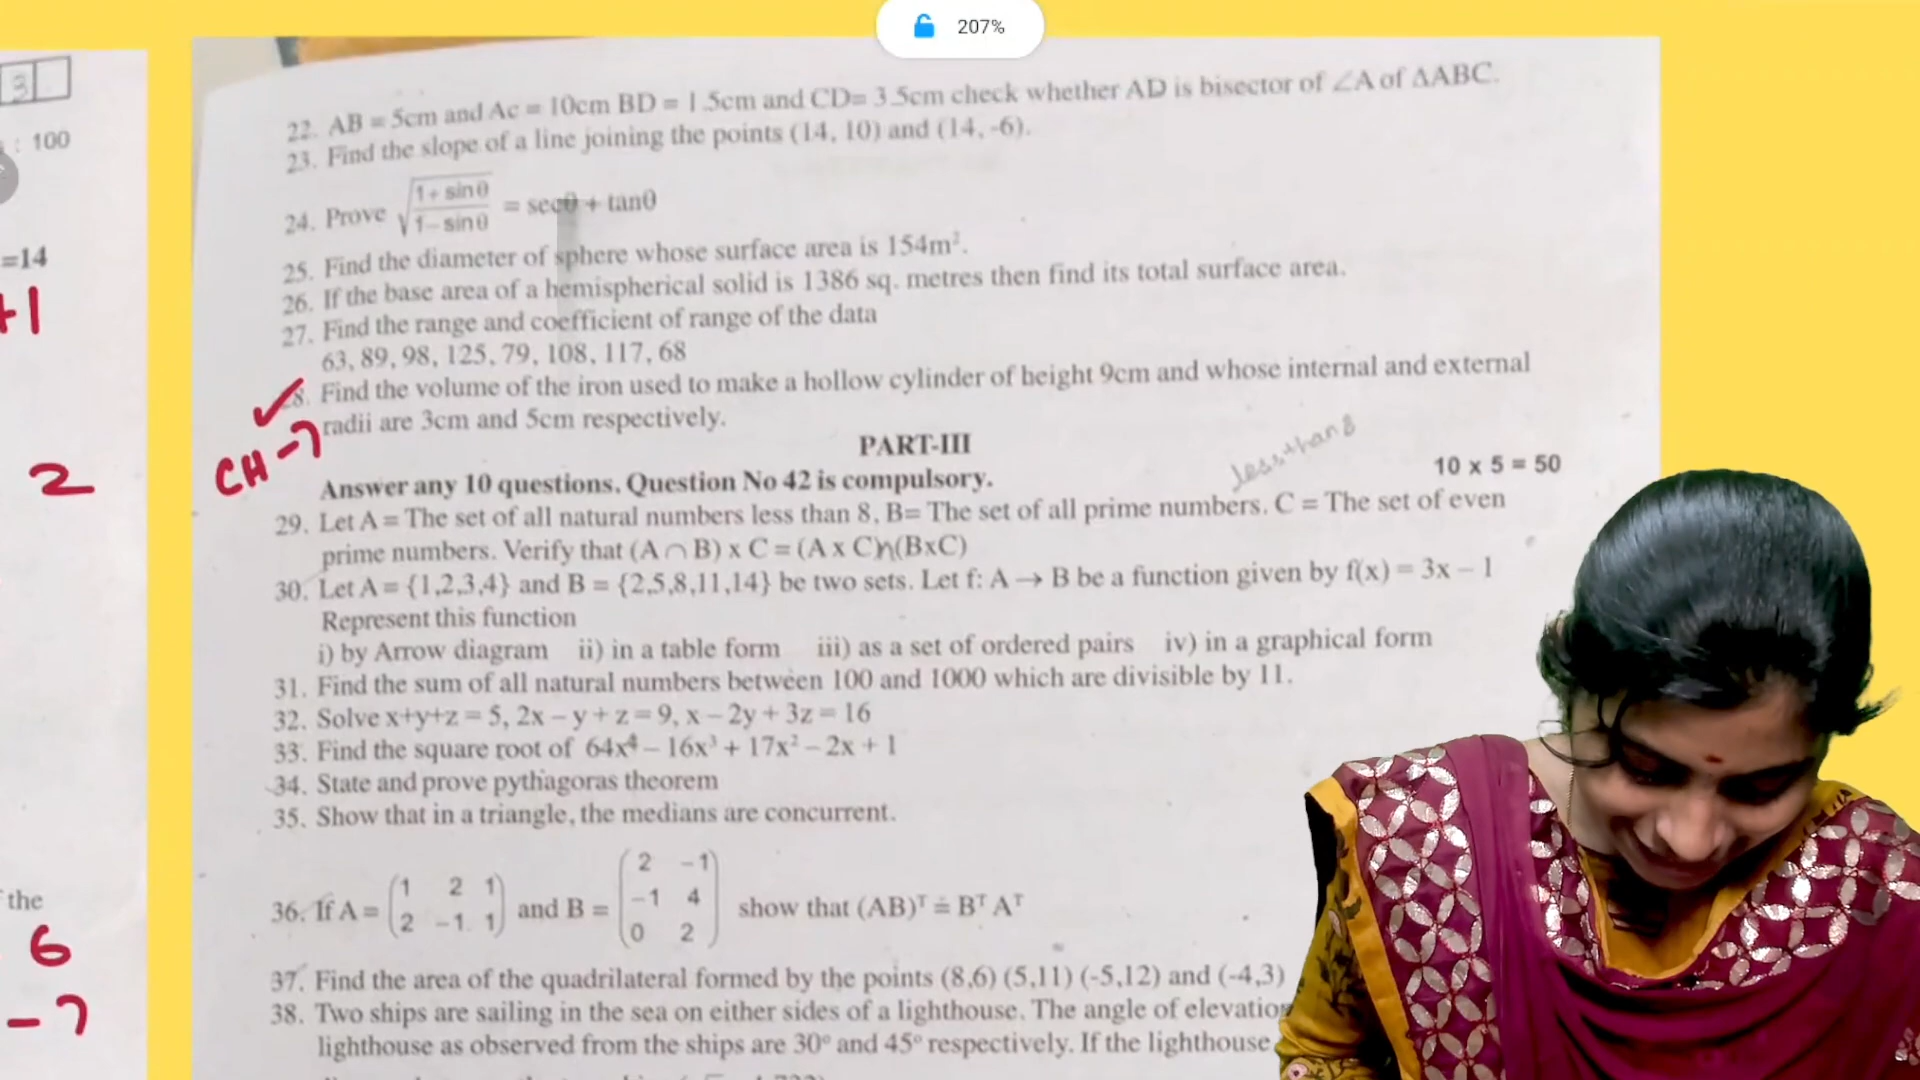 207%
3
: 100
=14
+1
2
the
6
-7
22. AB = 5cm and Ac = 10cm BD = 1.5cm and CD= 3.5cm check whether AD is bisector of ∠A of ΔABC.
23. Find the slope of a line joining the points (14, 10) and (14, -6).
24. Prove √((1+ sinθ)/(1- sinθ)) = secθ + tanθ
25. Find the diameter of sphere whose surface area is 154m².
26. If the base area of a hemispherical solid is 1386 sq. metres then find its total surface area.
27. Find the range and coefficient of range of the data
63, 89, 98, 125, 79, 108, 117, 68
8. Find the volume of the iron used to make a hollow cylinder of height 9cm and whose internal and external
radii are 3cm and 5cm respectively.
CH-7
PART-III
less than 8
Answer any 10 questions. Question No 42 is compulsory.
10 x 5 = 50
29. Let A = The set of all natural numbers less than 8, B= The set of all prime numbers. C = The set of even
prime numbers. Verify that (A ∩ B) x C = (A x C)∩(BxC)
30. Let A = {1,2,3,4} and B = {2,5,8,11,14} be two sets. Let f: A → B be a function given by f(x) = 3x – 1
Represent this function
i) by Arrow diagram ii) in a table form iii) as a set of ordered pairs iv) in a graphical form
31. Find the sum of all natural numbers between 100 and 1000 which are divisible by 11.
32. Solve x+y+z = 5, 2x – y + z = 9, x – 2y + 3z = 16
33. Find the square root of 64x⁴ – 16x³ + 17x² – 2x + 1
34. State and prove pythagoras theorem
35. Show that in a triangle, the medians are concurrent.
36. If A = (1 2 1; 2 -1 1) and B = (2 -1; -1 4; 0 2) show that (AB)ᵀ = Bᵀ Aᵀ
37. Find the area of the quadrilateral formed by the points (8,6) (5,11) (-5,12) and (-4,3)
38. Two ships are sailing in the sea on either sides of a lighthouse. The angle of elevation
lighthouse as observed from the ships are 30° and 45° respectively. If the lighthouse